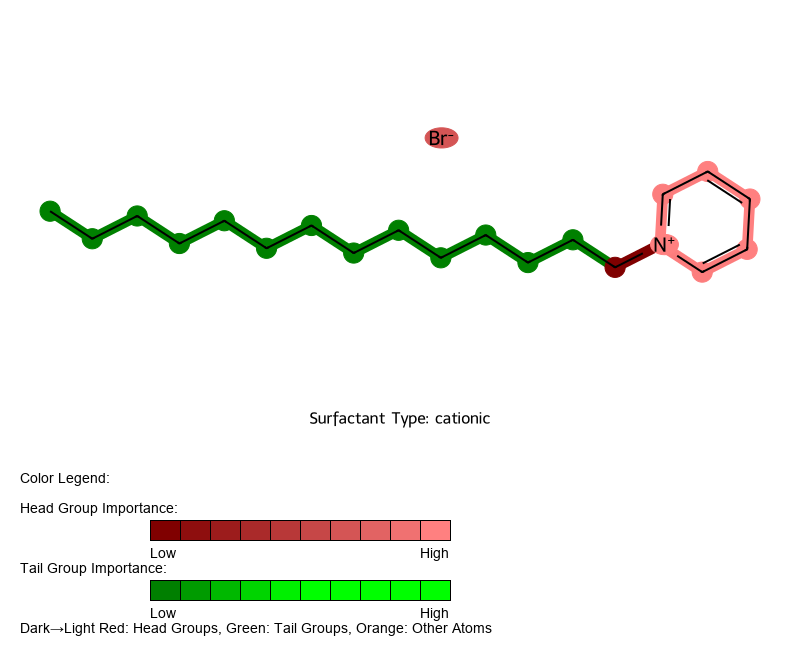 Br⁻
N⁺
Surfactant Type: cationic
Color Legend:
Head Group Importance:
Low High
Tail Group Importance:
Low High
Dark→Light Red: Head Groups, Green: Tail Groups, Orange: Other Atoms